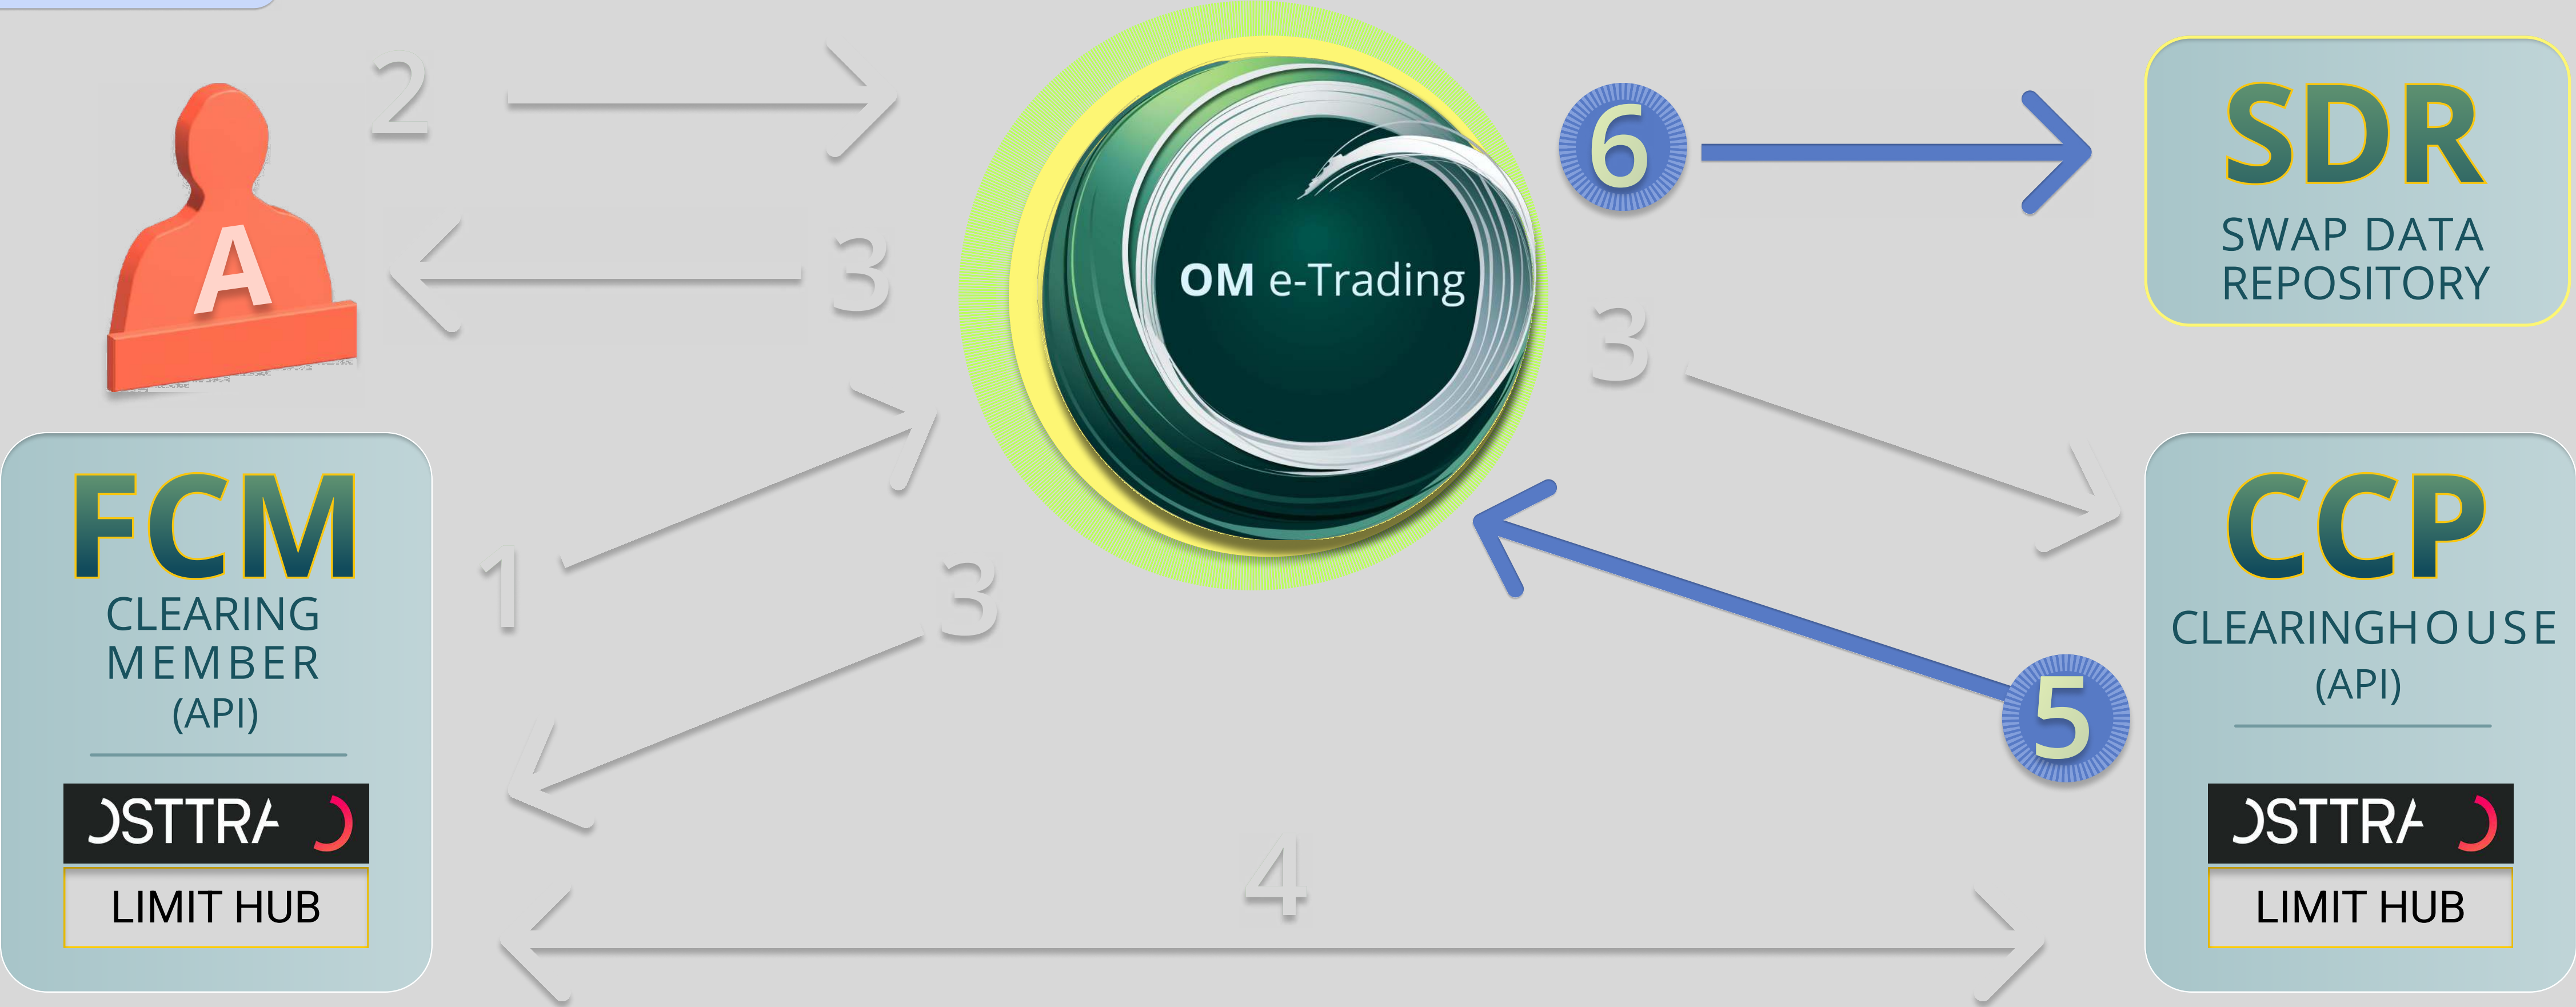 2
A
3
1
3
OM e-Trading
6
3
SDR
SWAP DATA
REPOSITORY
FCM
CLEARING
MEMBER
(API)
OSTTRA
LIMIT HUB
4
5
CCP
CLEARINGHOUSE
(API)
OSTTRA
LIMIT HUB